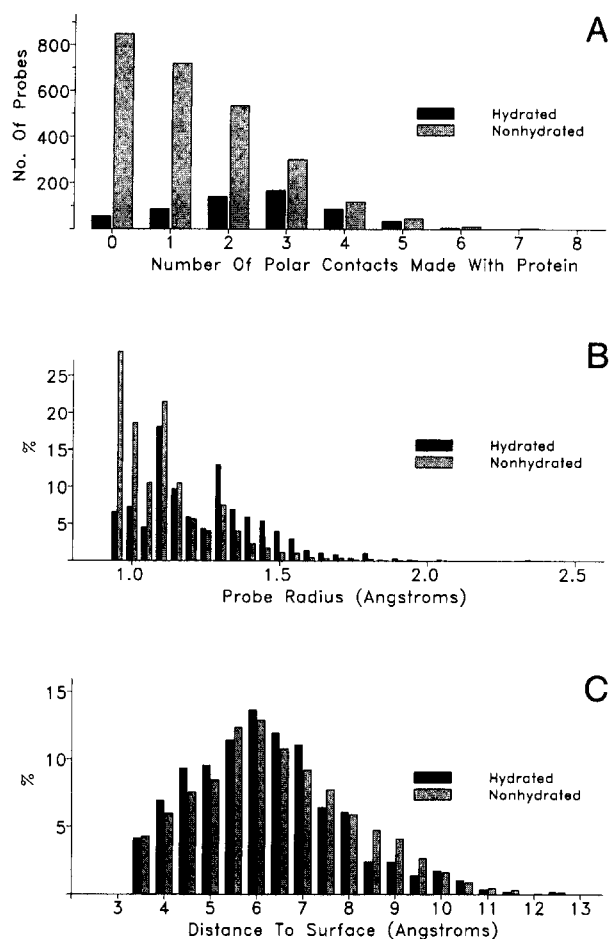 A
No. Of Probes
800
600
400
200
Hydrated
Nonhydrated
0 1 2 3 4 5 6 7 8
Number Of Polar Contacts Made With Protein
B
%
25
20
15
10
5
Hydrated
Nonhydrated
1.0 1.5 2.0 2.5
Probe Radius (Angstroms)
C
%
15
10
5
Hydrated
Nonhydrated
3 4 5 6 7 8 9 10 11 12 13
Distance To Surface (Angstroms)